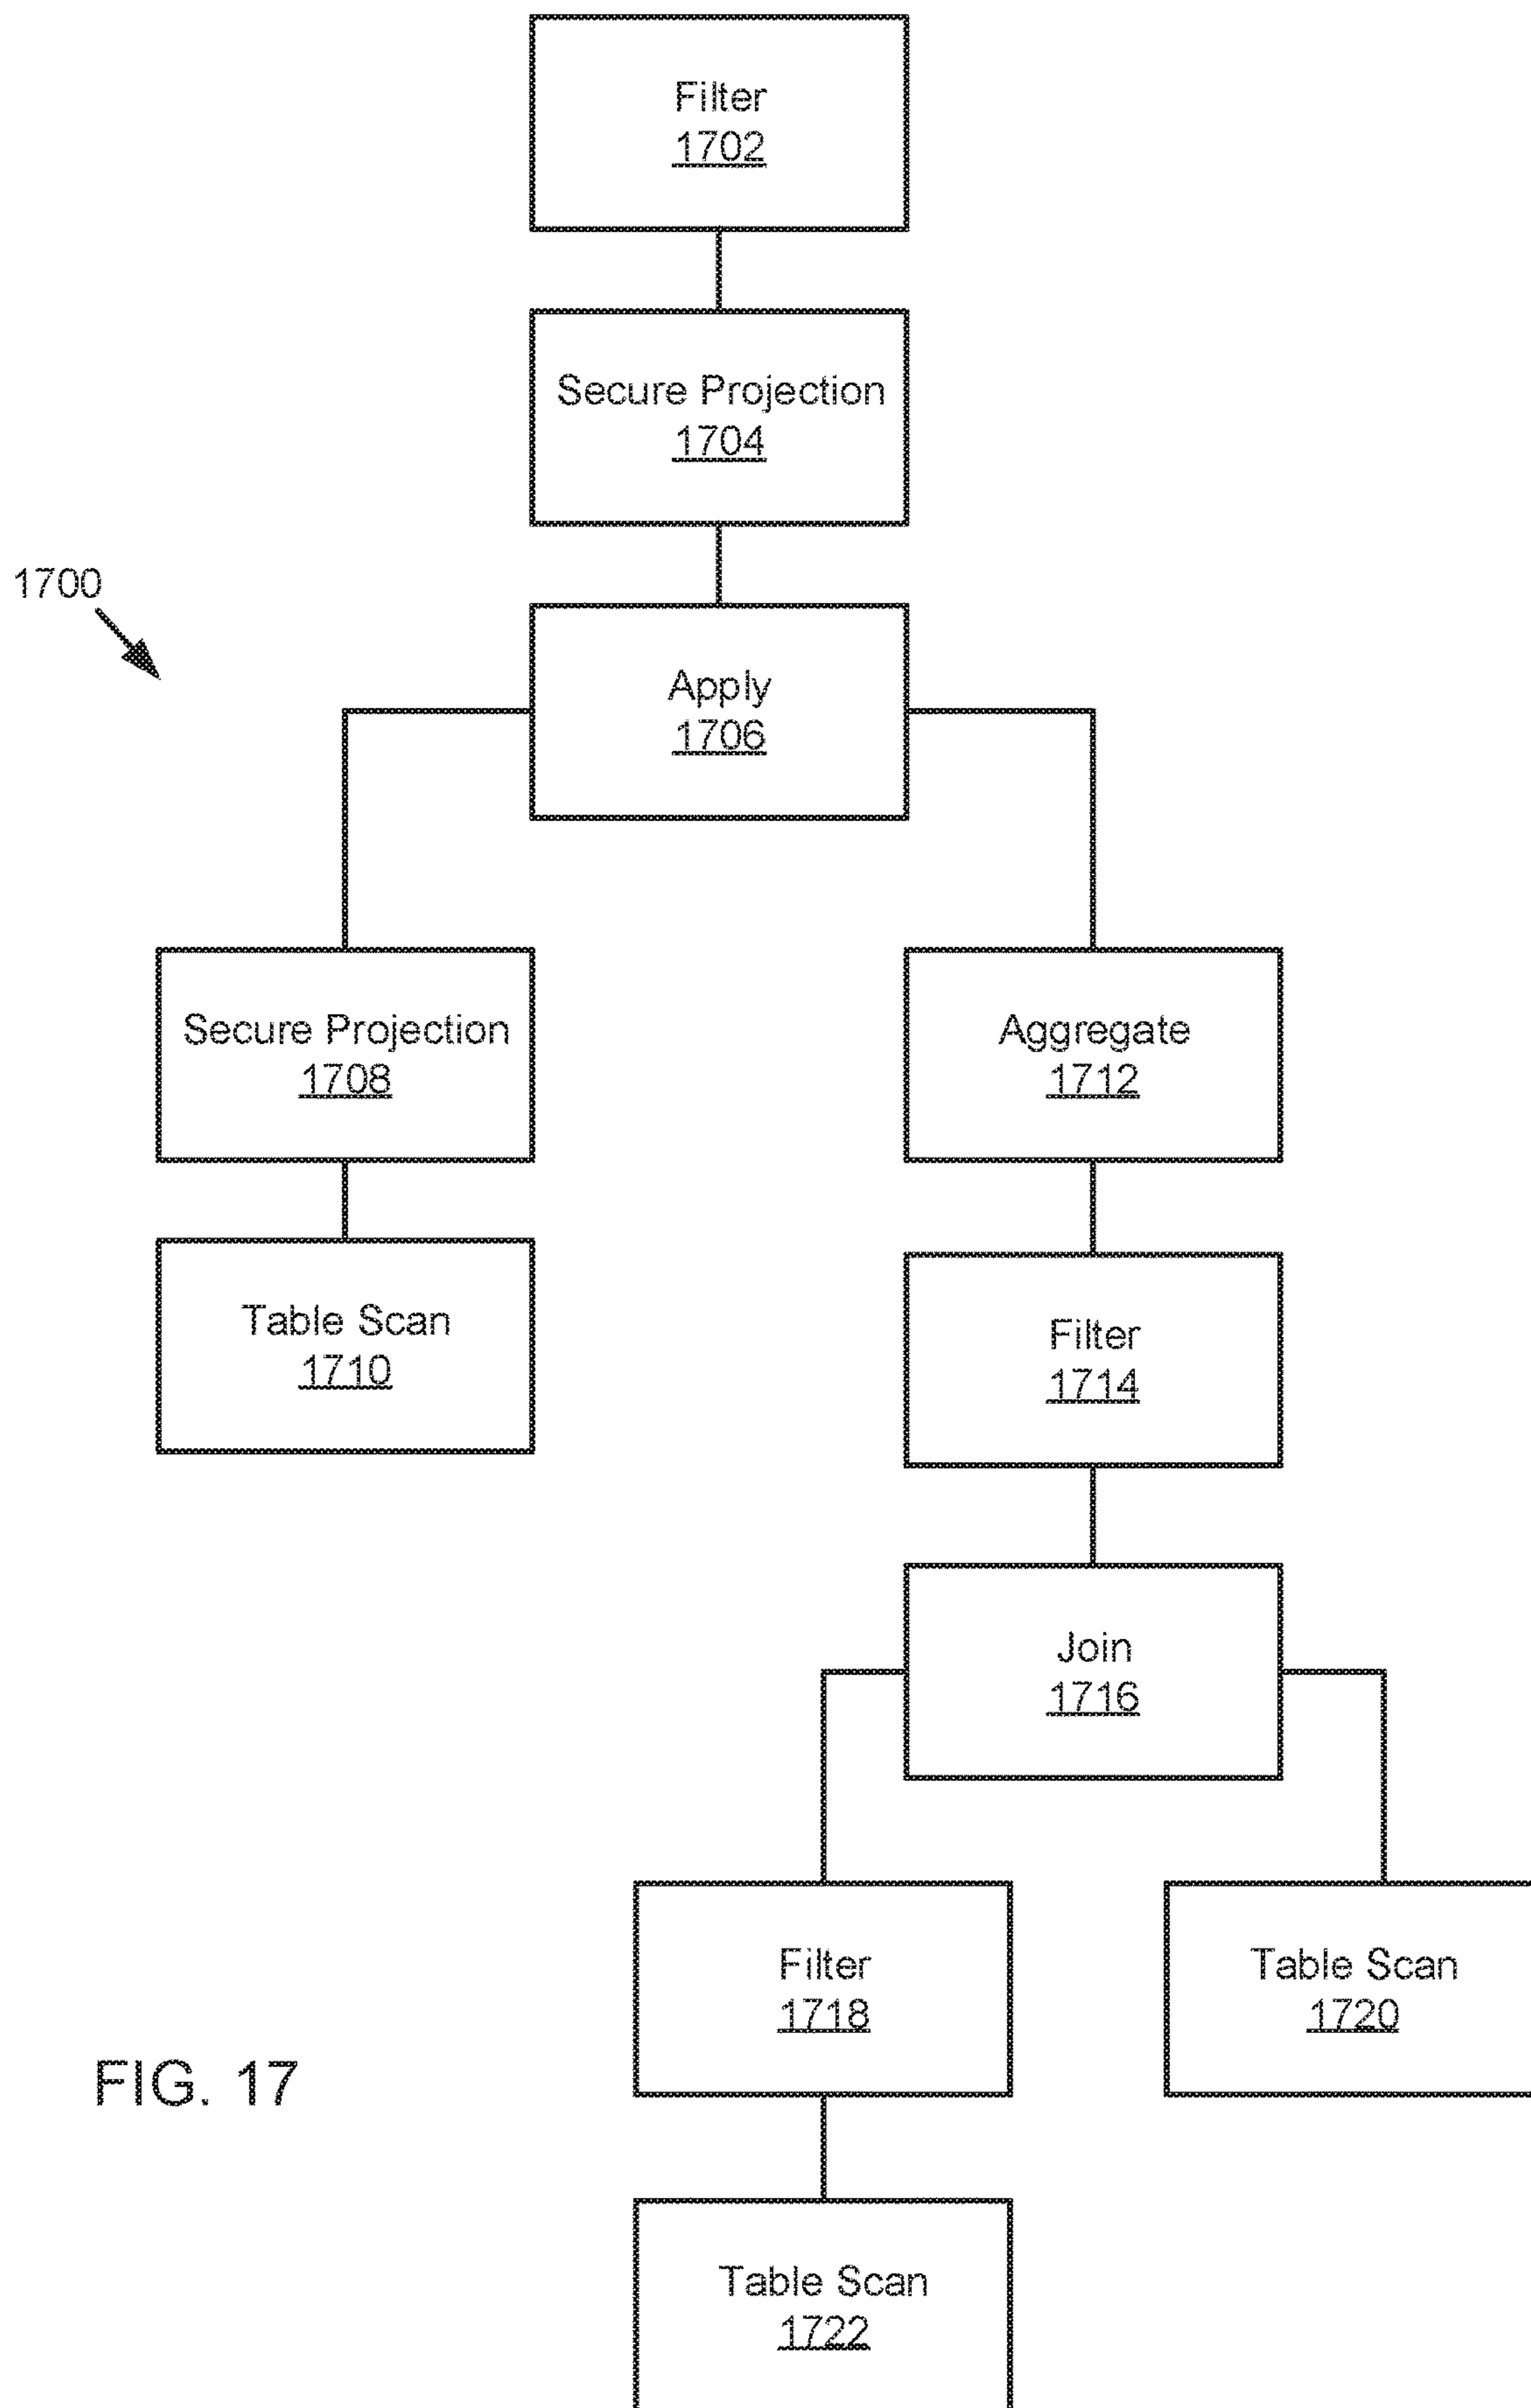 Filter
1702
Secure Projection
1704
1700
Apply
1706
Secure Projection
1708
Aggregate
1712
Table Scan
1710
Filter
1714
Join
1716
Filter
1718
Table Scan
1720
FIG. 17
Table Scan
1722